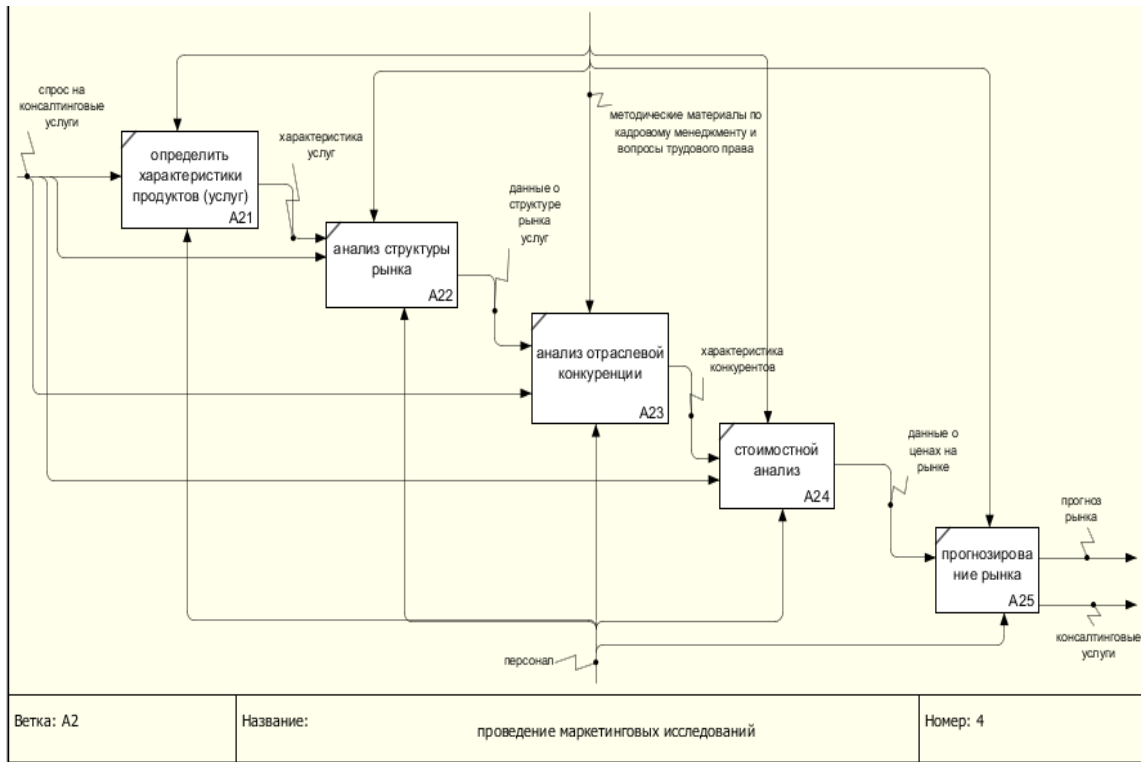 спрос на
консалтинговые
услуги
определить
характеристики
продуктов (услуг)
A21
характеристика
услуг
анализ структуры
рынка
A22
данные о
структуре
рынка
услуг
методические материалы по
кадровому менеджменту и
вопросы трудового права
анализ отраслевой
конкуренции
A23
характеристика
конкурентов
стоимостной
анализ
A24
данные о
ценах на
рынке
прогнозирова
ние рынка
A25
прогноз
рынка
консалтинговые
услуги
персонал
Ветка: A2
Название:
проведение маркетинговых исследований
Номер: 4